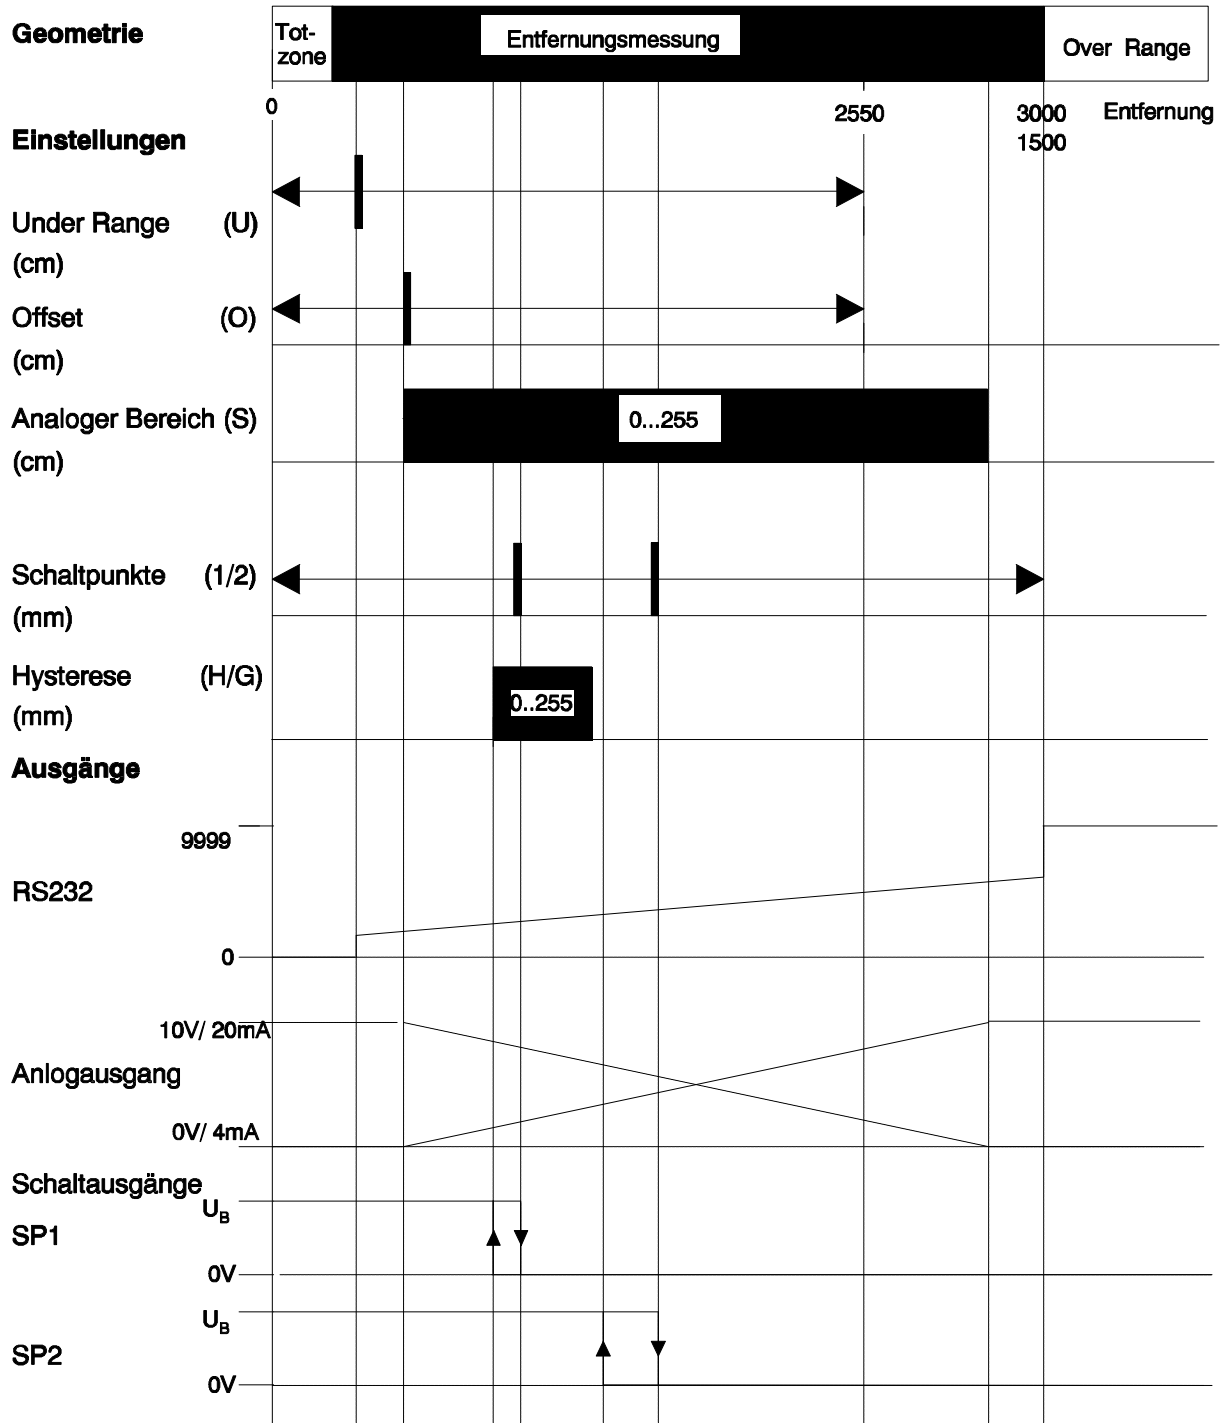 Geometrie
Tot-
zone
Entfernungsmessung
Over Range
0
2550
3000
Entfernung
1500
Einstellungen
Under Range (U)
(cm)
Offset (O)
(cm)
Analoger Bereich (S)
0...255
(cm)
Schaltpunkte (1/2)
(mm)
Hysterese (H/G)
0..255
(mm)
Ausgänge
9999
RS232
0
10V/ 20mA
Anlogausgang
0V/ 4mA
Schaltausgänge
UB
SP1
0V
UB
SP2
0V